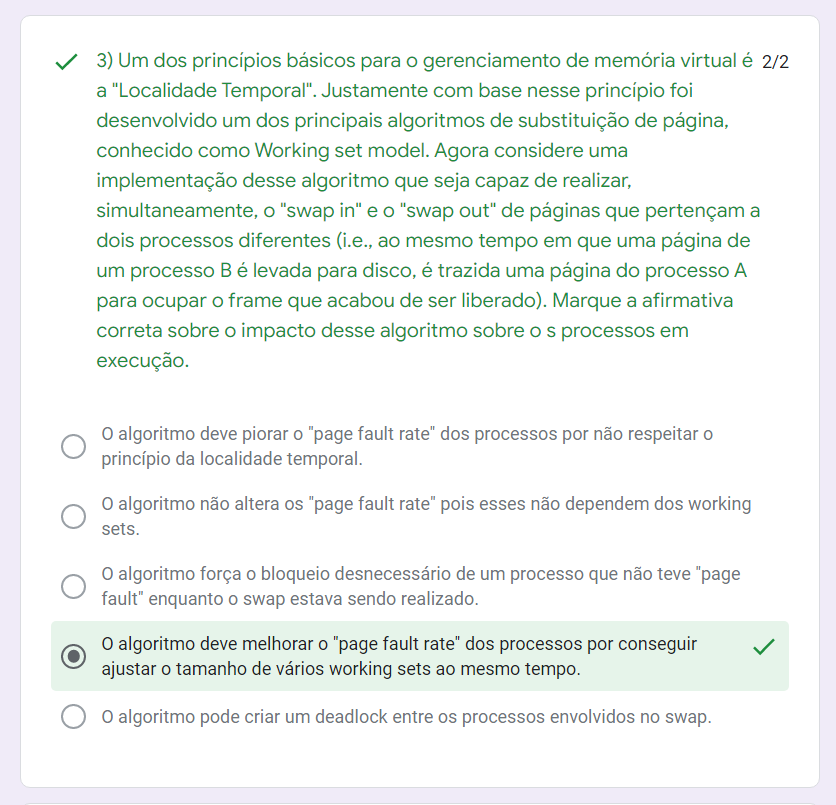 3) Um dos princípios básicos para o gerenciamento de memória virtual é 2/2
a "Localidade Temporal". Justamente com base nesse princípio foi
desenvolvido um dos principais algoritmos de substituição de página,
conhecido como Working set model. Agora considere uma
implementação desse algoritmo que seja capaz de realizar,
simultaneamente, o "swap in" e o "swap out" de páginas que pertençam a
dois processos diferentes (i.e., ao mesmo tempo em que uma página de
um processo B é levada para disco, é trazida uma página do processo A
para ocupar o frame que acabou de ser liberado). Marque a afirmativa
correta sobre o impacto desse algoritmo sobre o s processos em
execução.
O algoritmo deve piorar o "page fault rate" dos processos por não respeitar o
princípio da localidade temporal.
O algoritmo não altera os "page fault rate" pois esses não dependem dos working
sets.
O algoritmo força o bloqueio desnecessário de um processo que não teve "page
fault" enquanto o swap estava sendo realizado.
O algoritmo deve melhorar o "page fault rate" dos processos por conseguir
ajustar o tamanho de vários working sets ao mesmo tempo.
O algoritmo pode criar um deadlock entre os processos envolvidos no swap.